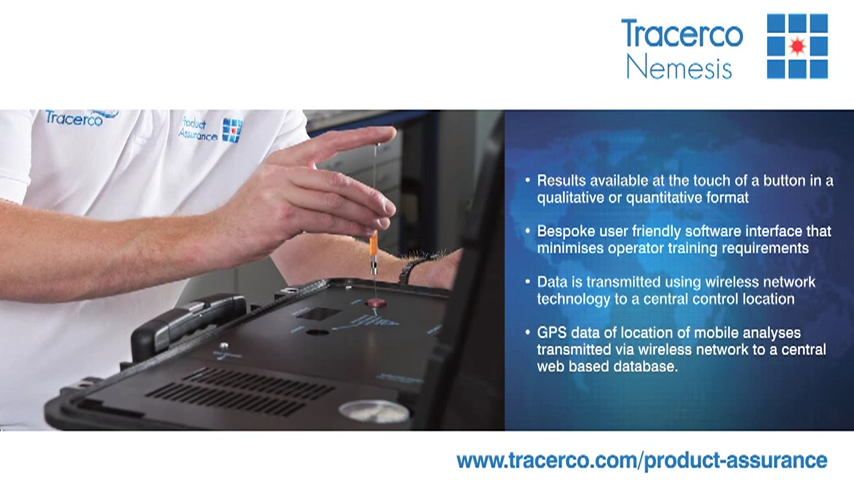 Tracerco
Nemesis
Tracerco
Product
Assurance
• Results available at the touch of a button in a
qualitative or quantitative format
• Bespoke user friendly software interface that
minimises operator training requirements
• Data is transmitted using wireless network
technology to a central control location
• GPS data of location of mobile analyses
transmitted via wireless network to a central
web based database.
www.tracerco.com/product-assurance